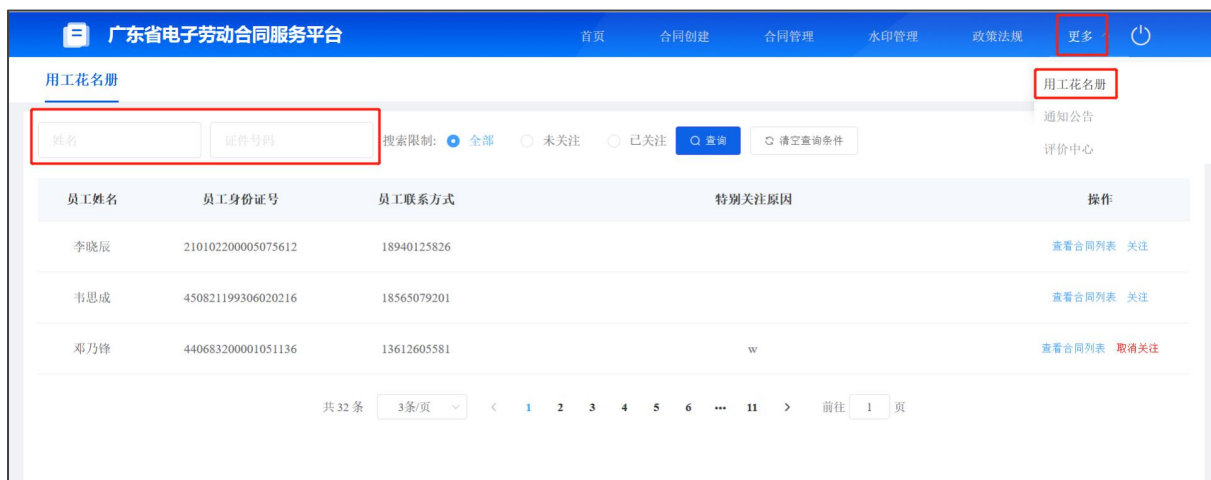 广东省电子劳动合同服务平台 首页 合同创建 合同管理 水印管理 政策法规 更多
用工花名册
用工花名册
通知公告
评价中心
姓名 证件号码 搜索限制: 全部 未关注 已关注 查询 清空查询条件
员工姓名 员工身份证号 员工联系方式 特别关注原因 操作
李晓辰 210102200005075612 18940125826 查看合同列表 关注
韦思成 450821199306020216 18565079201 查看合同列表 关注
邓乃锋 440683200001051136 13612605581 w 查看合同列表 取消关注
共 32 条 3条/页 < 1 2 3 4 5 6 ••• 11 > 前往 1 页